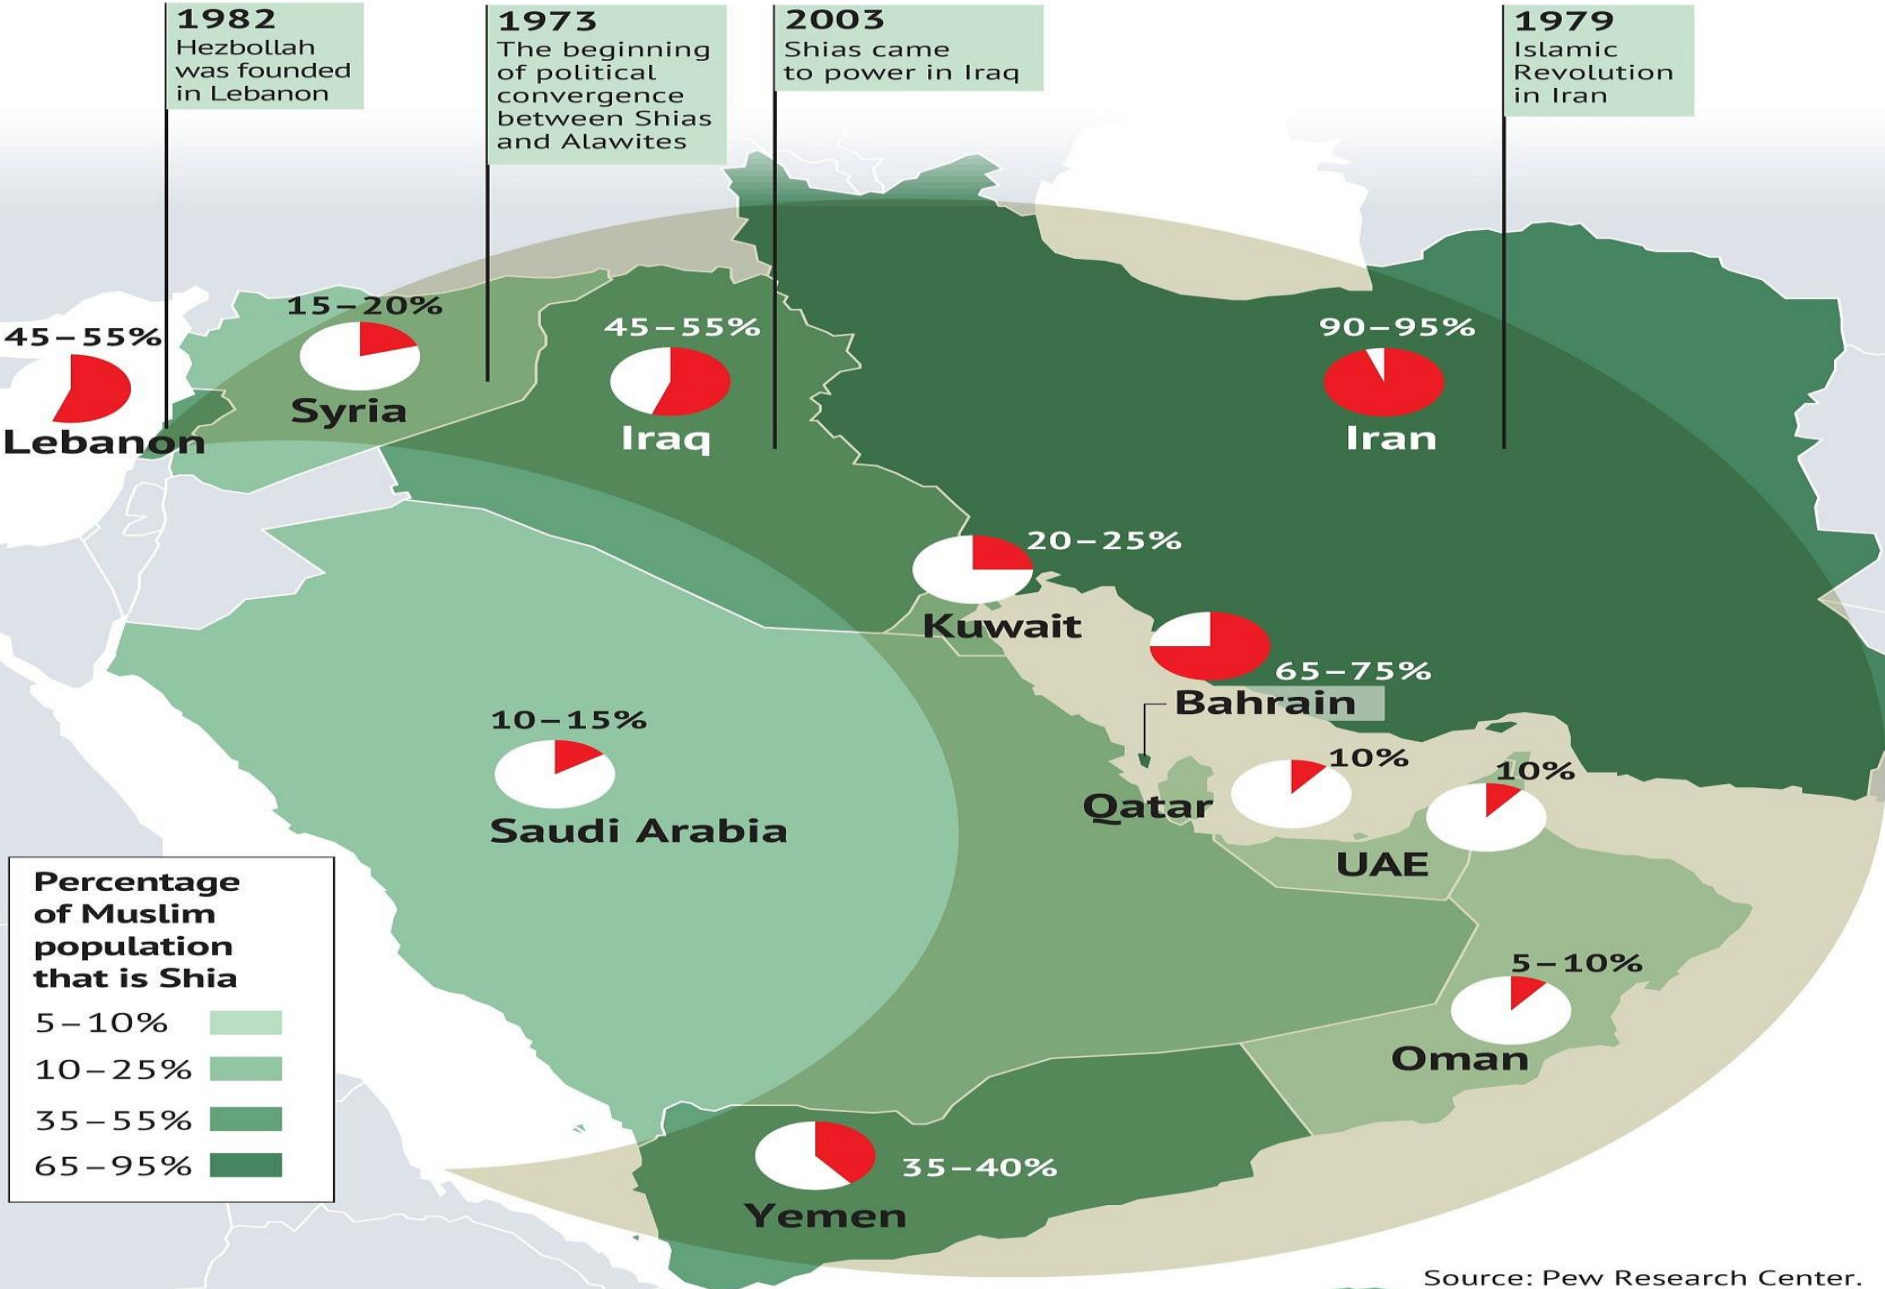 1982
Hezbollah
was founded
in Lebanon
1973
The beginning
of political
convergence
between Shias
and Alawites
2003
Shias came
to power in Iraq
1979
Islamic
Revolution
in Iran
45–55%
Lebanon
15–20%
Syria
45–55%
Iraq
90–95%
Iran
20–25%
Kuwait
65–75%
Bahrain
10–15%
Saudi Arabia
10%
Qatar
10%
UAE
5–10%
Oman
35–40%
Yemen
Percentage
of Muslim
population
that is Shia
5–10%
10–25%
35–55%
65–95%
Source: Pew Research Center.